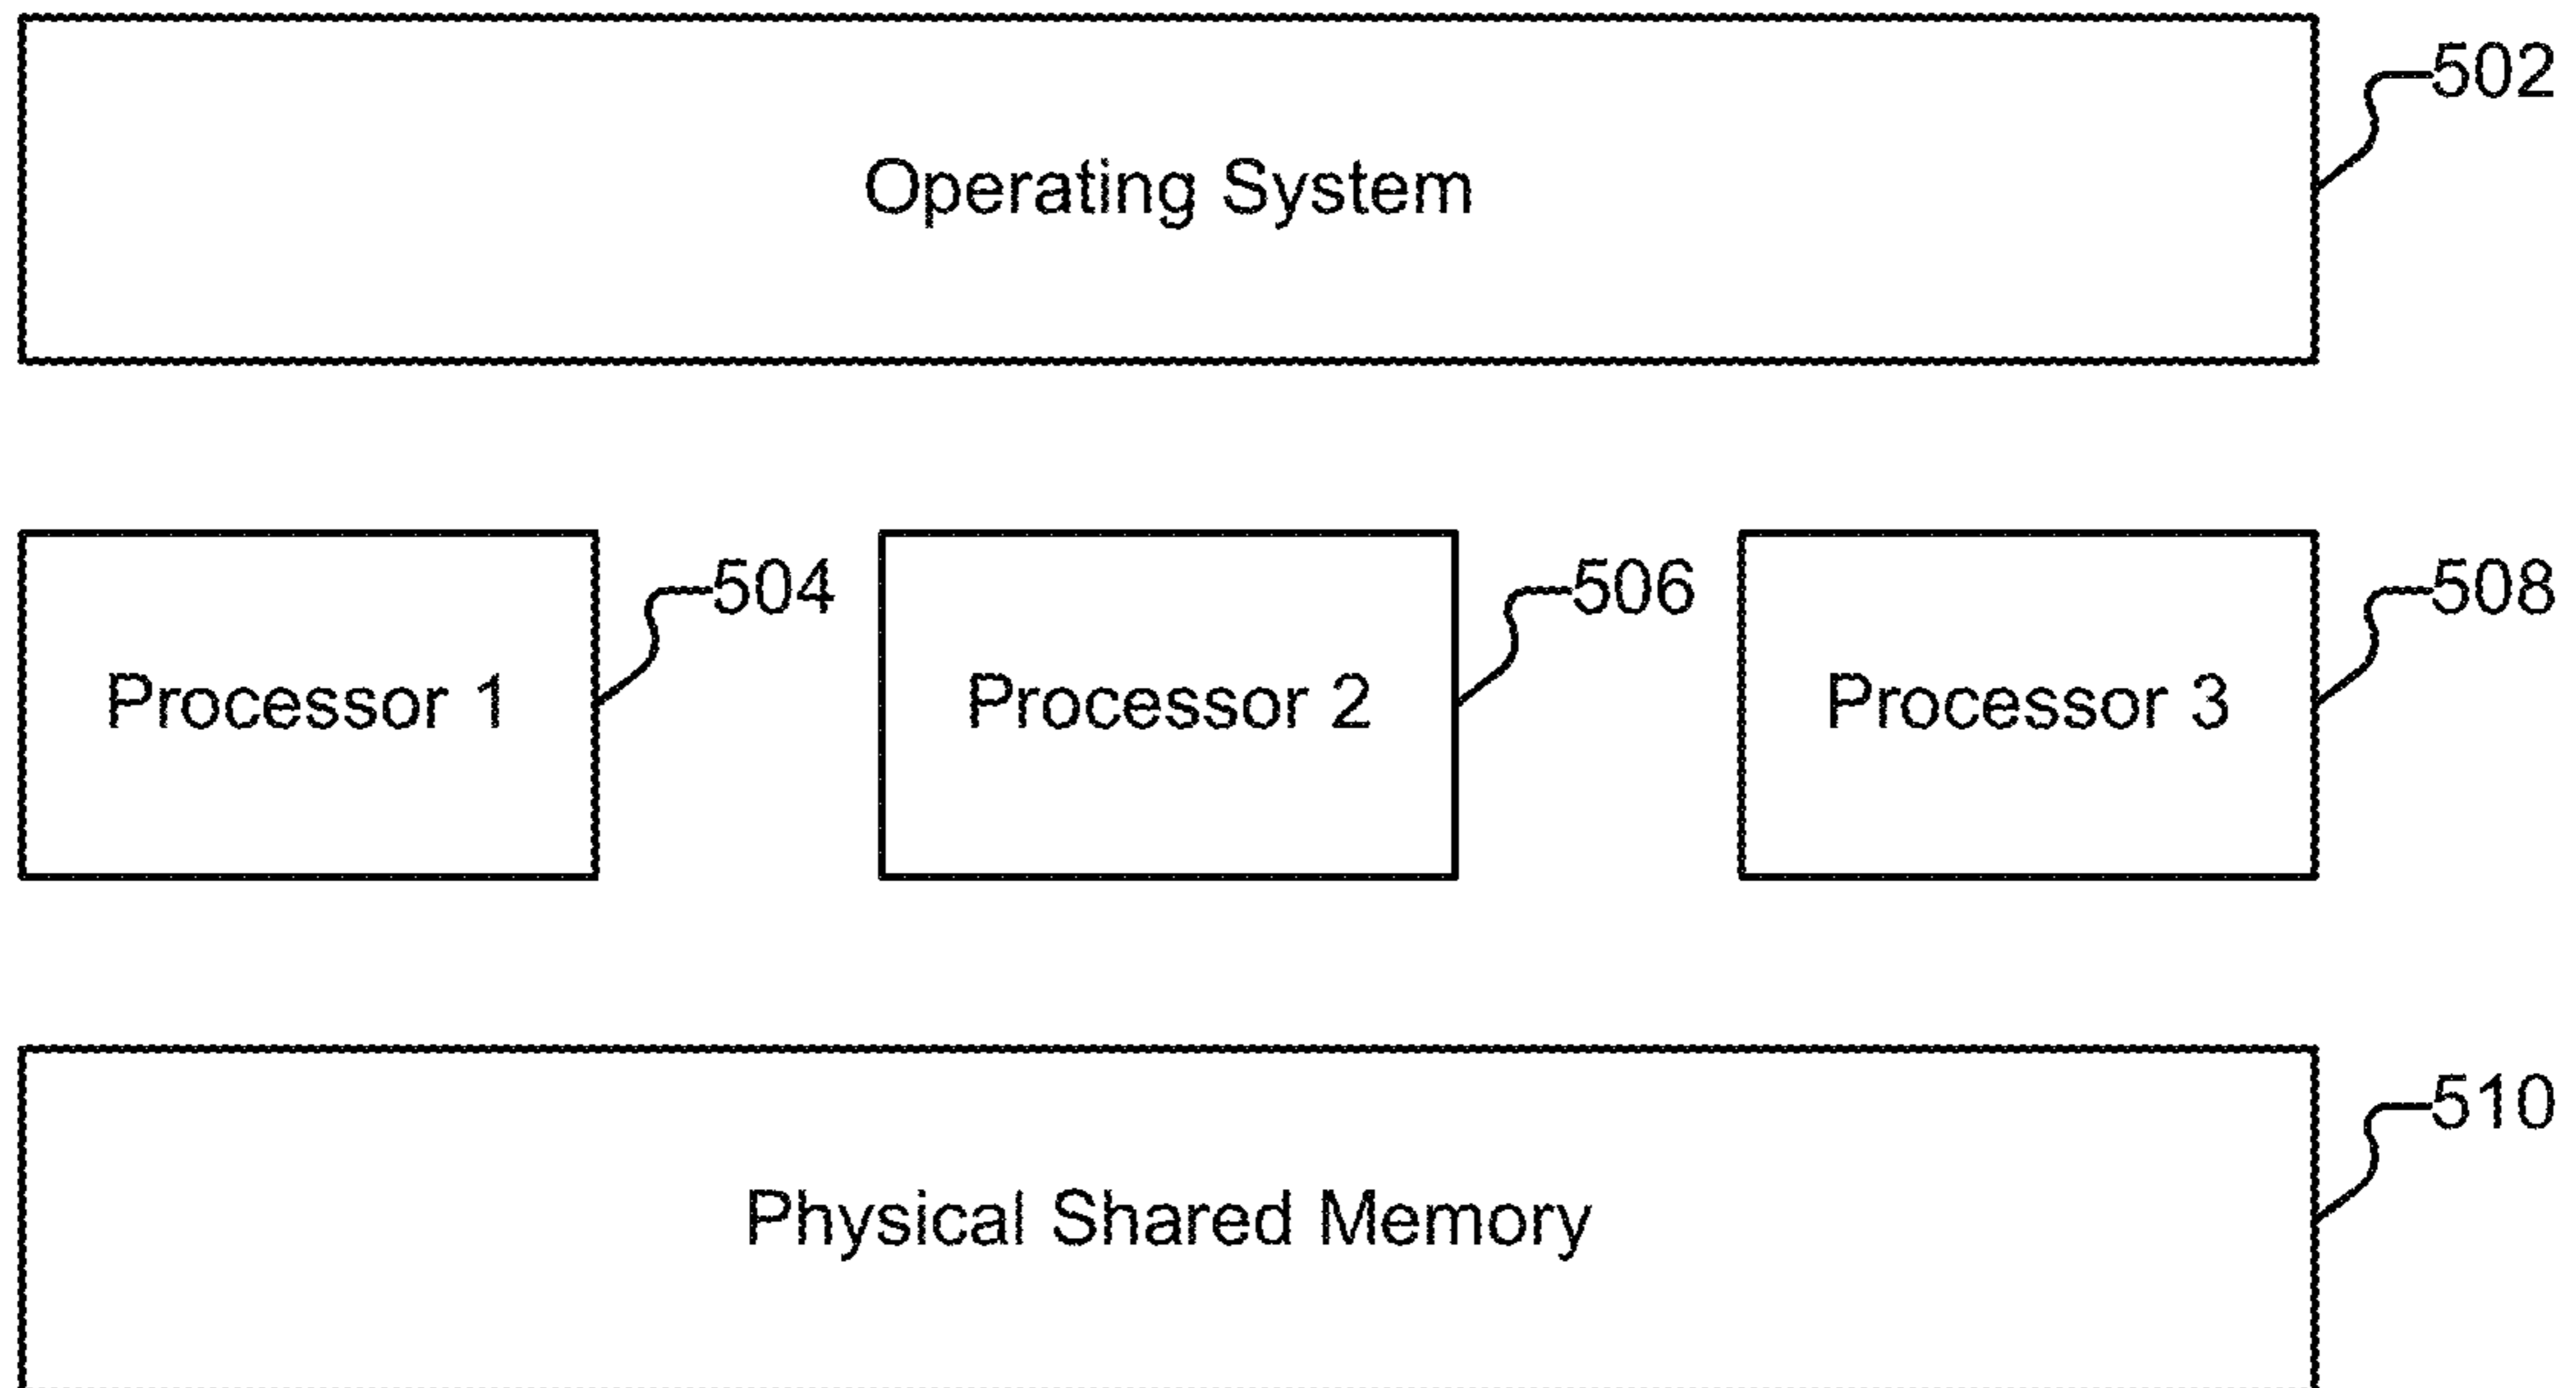 502
Operating System
504
506
508
Processor 1
Processor 2
Processor 3
510
Physical Shared Memory